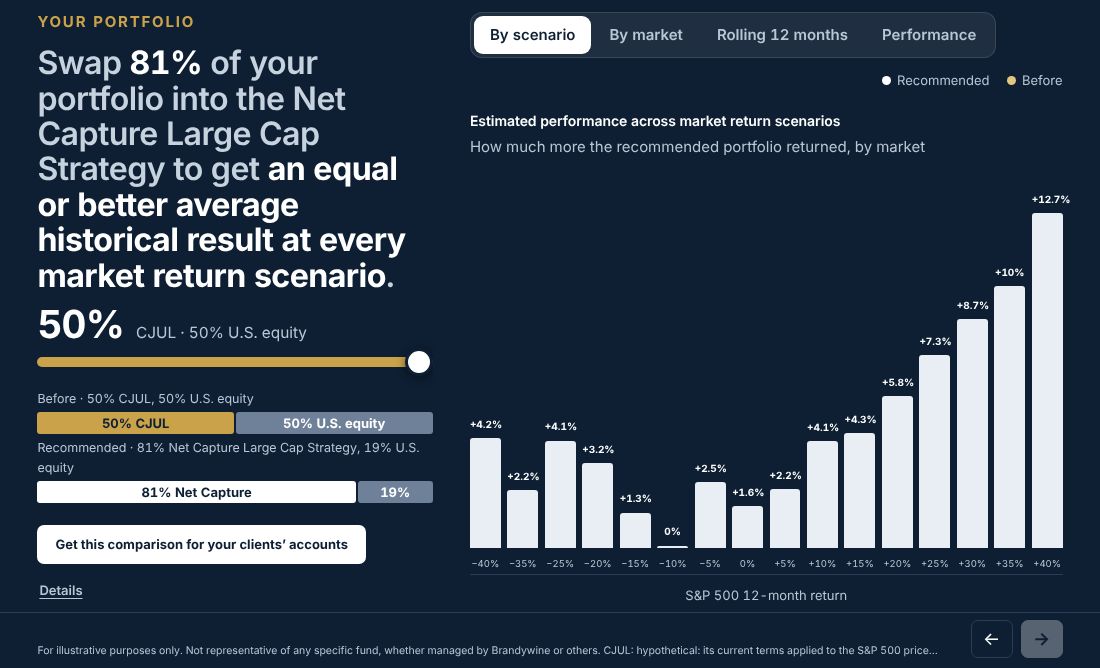 YOUR PORTFOLIO
Swap 81% of your
portfolio into the Net
Capture Large Cap
Strategy to get an equal
or better average
historical result at every
market return scenario.
50% CJUL · 50% U.S. equity
Before · 50% CJUL, 50% U.S. equity
50% CJUL 50% U.S. equity
Recommended · 81% Net Capture Large Cap Strategy, 19% U.S.
equity
81% Net Capture 19%
Get this comparison for your clients’ accounts
Details
By scenario By market Rolling 12 months Performance
Recommended Before
Estimated performance across market return scenarios
How much more the recommended portfolio returned, by market
+4.2% +2.2% +4.1% +3.2% +1.3% 0% +2.5% +1.6% +2.2% +4.1% +4.3% +5.8% +7.3% +8.7% +10% +12.7%
−40% −35% −25% −20% −15% −10% −5% 0% +5% +10% +15% +20% +25% +30% +35% +40%
S&P 500 12-month return
For illustrative purposes only. Not representative of any specific fund, whether managed by Brandywine or others. CJUL: hypothetical: its current terms applied to the S&P 500 price...
← →